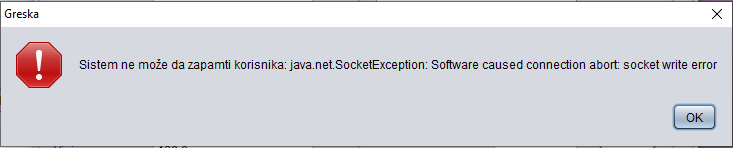 Greska
Sistem ne može da zapamti korisnika: java.net.SocketException: Software caused connection abort: socket write error
OK